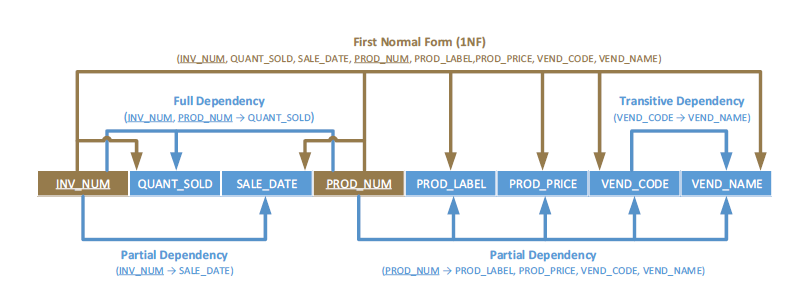 First Normal Form (1NF)
(INV_NUM, QUANT_SOLD, SALE_DATE, PROD_NUM, PROD_LABEL,PROD_PRICE, VEND_CODE, VEND_NAME)
Full Dependency
(INV_NUM, PROD_NUM → QUANT_SOLD)
Transitive Dependency
(VEND_CODE → VEND_NAME)
INV_NUM QUANT_SOLD SALE_DATE PROD_NUM PROD_LABEL PROD_PRICE VEND_CODE VEND_NAME
Partial Dependency
(INV_NUM → SALE_DATE)
Partial Dependency
(PROD_NUM → PROD_LABEL, PROD_PRICE, VEND_CODE, VEND_NAME)